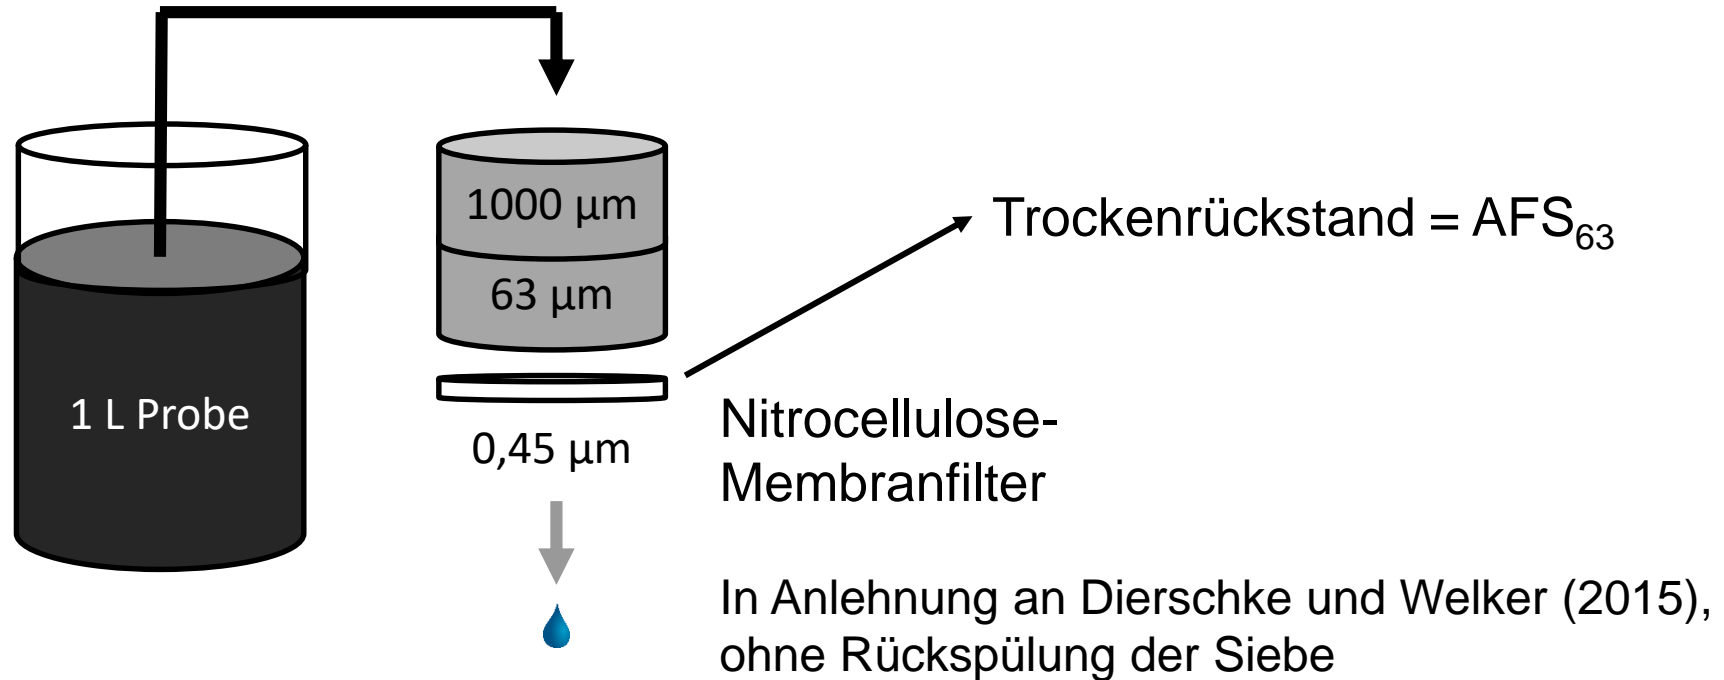 1000 µm
63 µm
Trockenrückstand = AFS₆₃
1 L Probe
0,45 µm
Nitrocellulose-
Membranfilter
In Anlehnung an Dierschke und Welker (2015),
ohne Rückspülung der Siebe